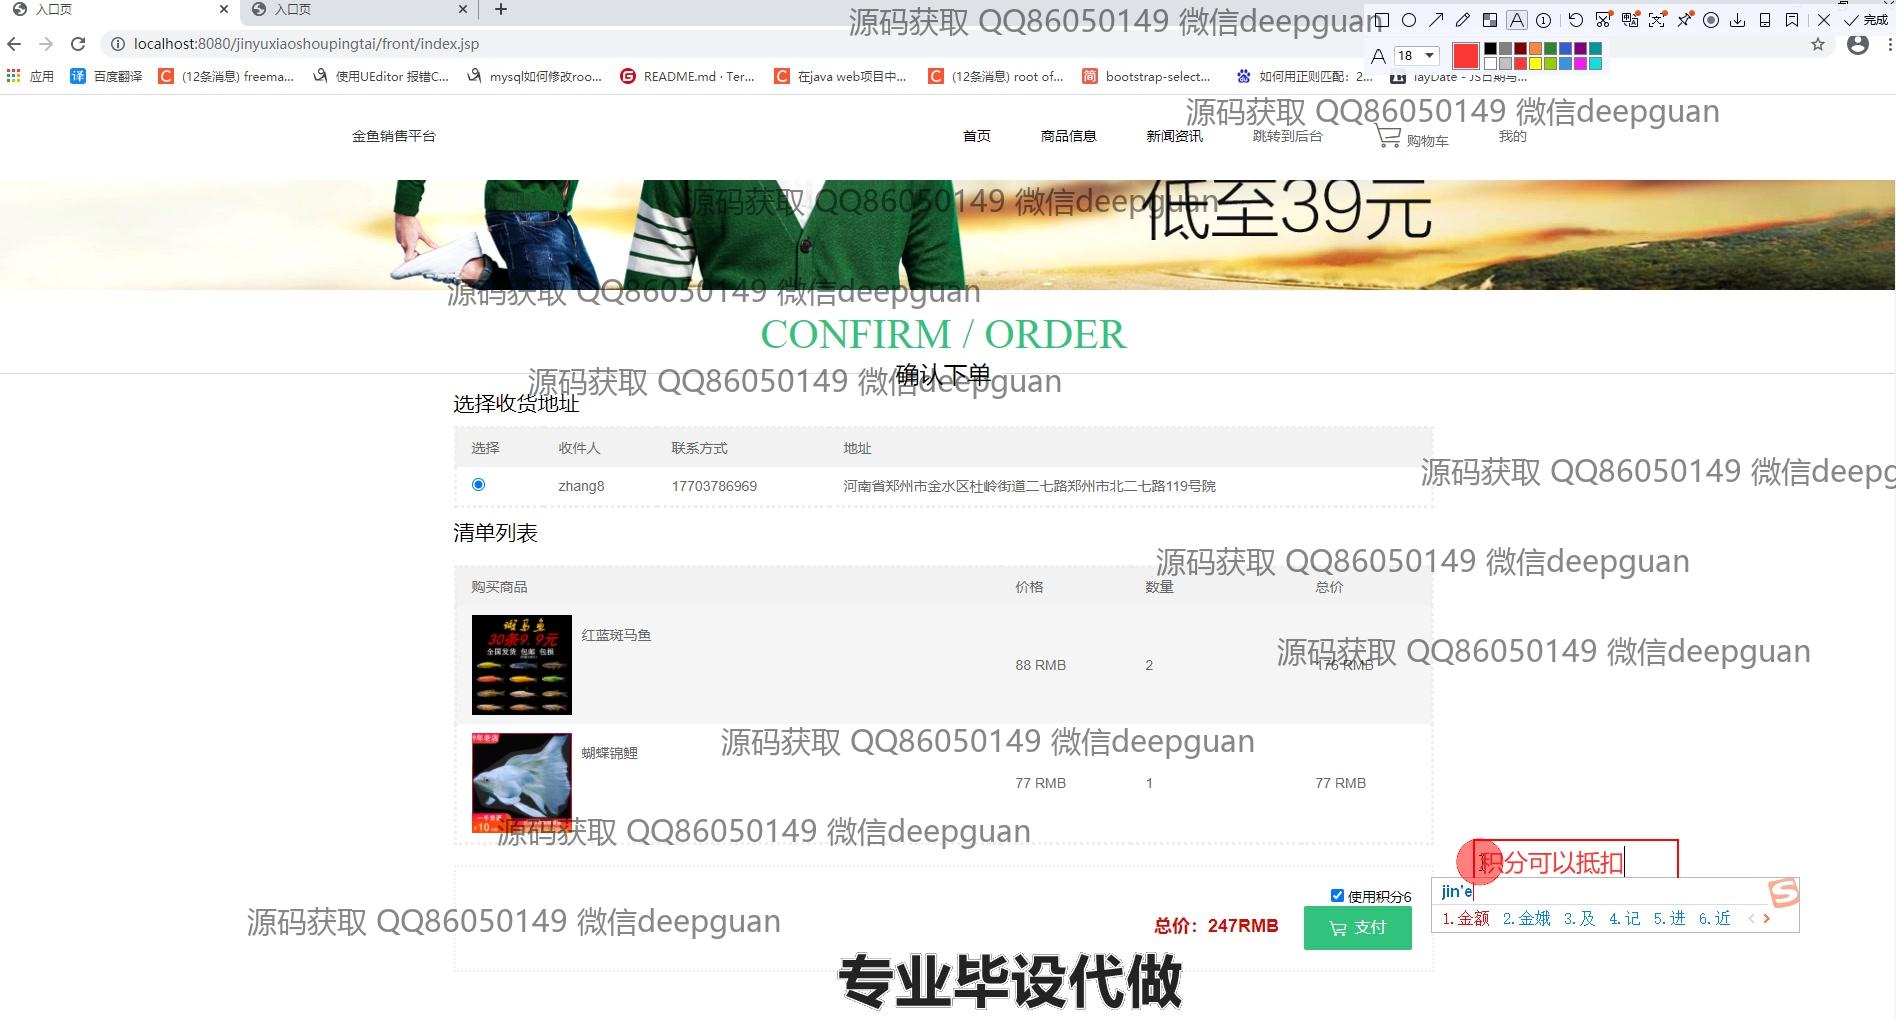 入口页
入口页
源码获取 QQ86050149 微信deepguan
完成
localhost:8080/jinyuxiaoshoupingtai/front/index.jsp
18
应用
百度翻译
(12条消息) freema...
使用UEditor 报错C...
mysql如何修改roo...
README.md · Ter...
在java web项目中...
(12条消息) root of...
bootstrap-select...
如何用正则匹配：2...
layDate - JS日期与...
源码获取 QQ86050149 微信deepguan
金鱼销售平台
首页
商品信息
新闻资讯
跳转到后台
购物车
我的
源码获取 QQ86050149 微信deepguan
低至39元
源码获取 QQ86050149 微信deepguan
CONFIRM / ORDER
确认下单
源码获取 QQ86050149 微信deepguan
选择收货地址
选择 收件人 联系方式 地址
zhang8 17703786969 河南省郑州市金水区杜岭街道二七路郑州市北二七路119号院
源码获取 QQ86050149 微信deepg
清单列表
源码获取 QQ86050149 微信deepguan
购买商品 价格 数量 总价
斑马鱼
30条9.9元
全国发货 包邮 包损
红蓝斑马鱼
88 RMB 2 176 RMB
源码获取 QQ86050149 微信deepguan
蝴蝶锦鲤
77 RMB 1 77 RMB
源码获取 QQ86050149 微信deepguan
源码获取 QQ86050149 微信deepguan
积分可以抵扣
jin'e
1.金额 2.金娥 3.及 4.记 5.进 6.近
使用积分6
总价：247RMB
支付
源码获取 QQ86050149 微信deepguan
专业毕设代做